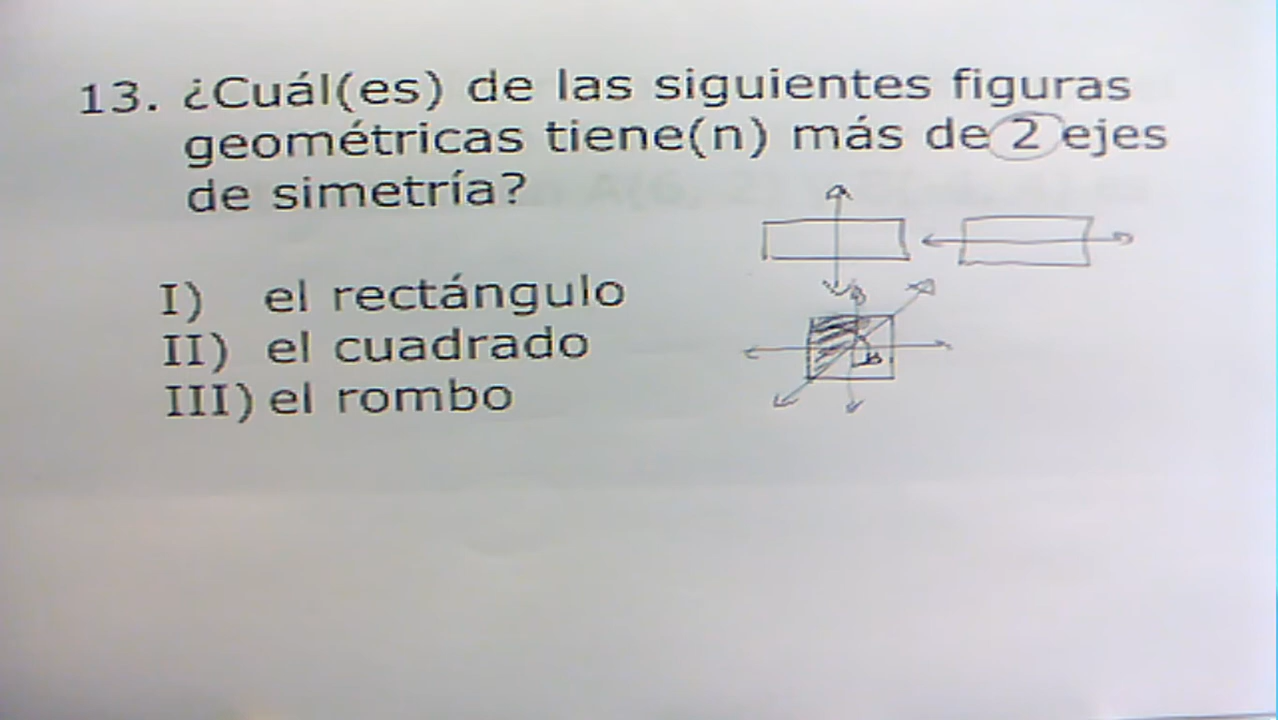 13. ¿Cuál(es) de las siguientes figuras
geométricas tiene(n) más de 2 ejes
de simetría?
I) el rectángulo
II) el cuadrado
III) el rombo